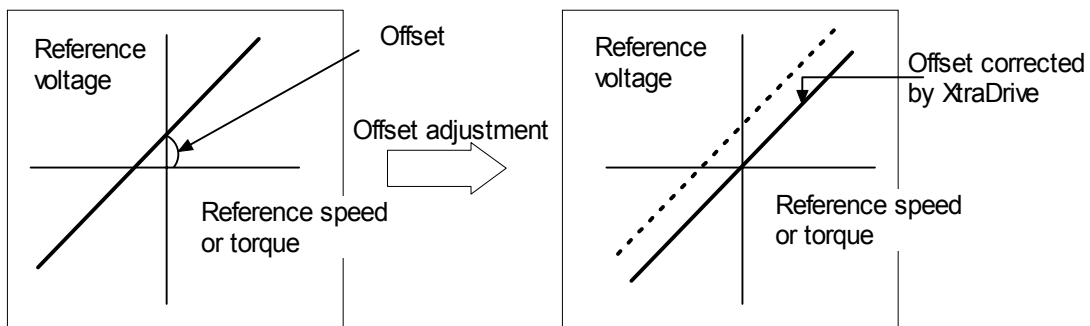 Reference
voltage
Offset
Reference speed
or torque
Offset adjustment
Reference
voltage
Offset corrected
by XtraDrive
Reference speed
or torque